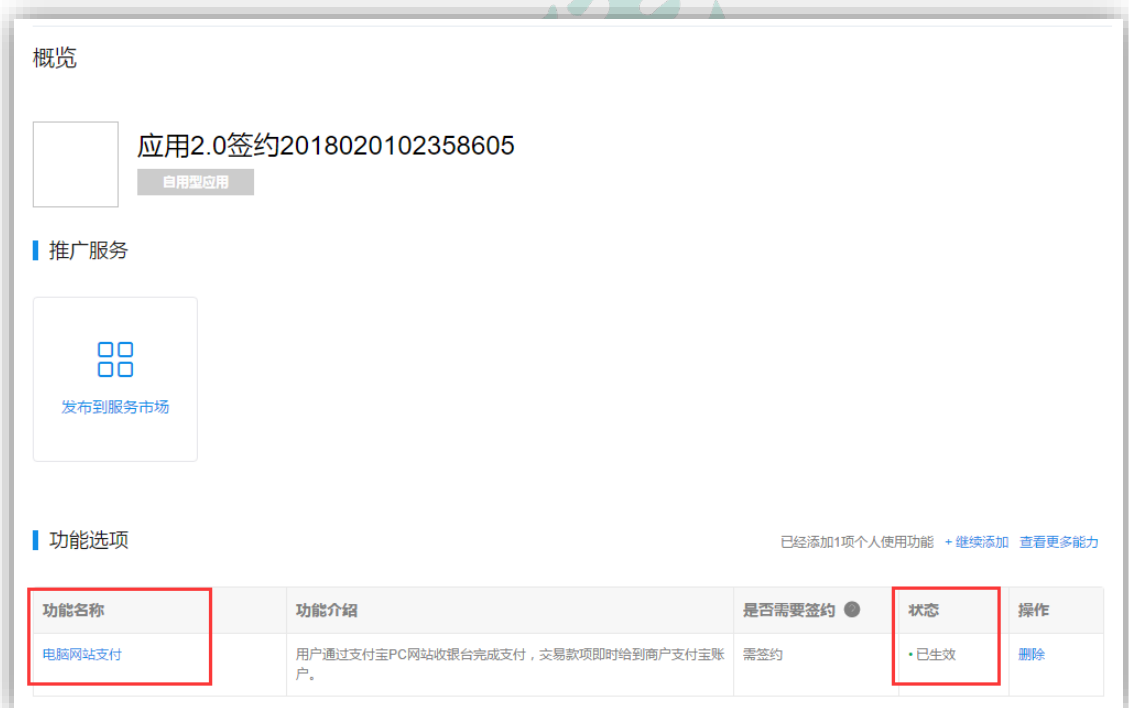 概览
应用2.0签约2018020102358605
自用型应用
推广服务
发布到服务市场
功能选项
已经添加1项个人使用功能 + 继续添加 查看更多能力
功能名称 功能介绍 是否需要签约 ? 状态 操作
电脑网站支付 用户通过支付宝PC网站收银台完成支付，交易款项即时给到商户支付宝账 需签约 • 已生效 删除
户。